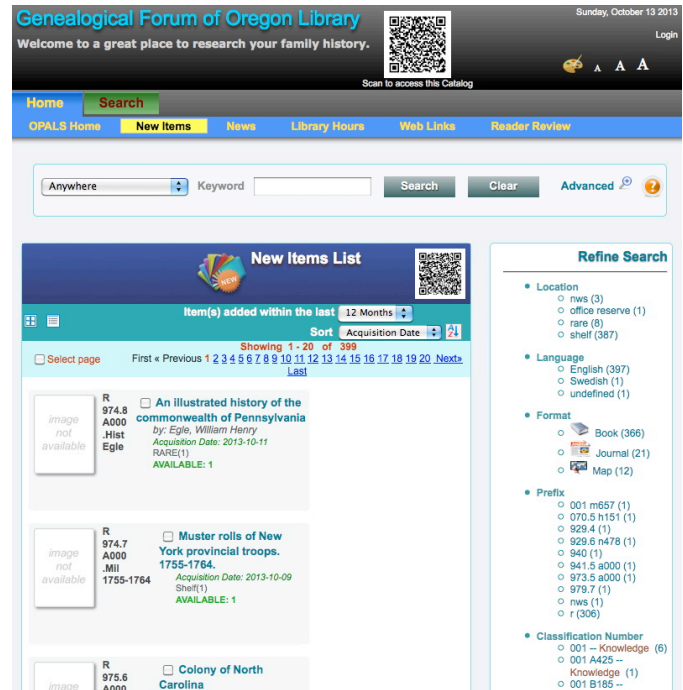 Genealogical Forum of Oregon Library
Sunday, October 13 2013
Welcome to a great place to research your family history.
Login
A A A
Scan to access this Catalog
Home Search
OPALS Home New Items News Library Hours Web Links Reader Review
Anywhere Keyword Search Clear Advanced ?
New Items List
NEW
Item(s) added within the last 12 Months
Sort Acquisition Date
Showing 1 - 20 of 399
Select page First « Previous 1 2 3 4 5 6 7 8 9 10 11 12 13 14 15 16 17 18 19 20 Next»
Last
image
not
available
R
974.8
A000
.Hist
Egle
An illustrated history of the
commonwealth of Pennsylvania
by: Egle, William Henry
Acquisition Date: 2013-10-11
RARE(1)
AVAILABLE: 1
image
not
available
R
974.7
A000
.Mil
1755-1764
Muster rolls of New
York provincial troops.
1755-1764.
Acquisition Date: 2013-10-09
Shelf(1)
AVAILABLE: 1
image
R
975.6
A000
Colony of North
Carolina
Refine Search
Location
nws (3)
office reserve (1)
rare (8)
shelf (387)
Language
English (397)
Swedish (1)
undefined (1)
Format
Book (366)
Journal (21)
Map (12)
Prefix
001 m657 (1)
070.5 h151 (1)
929.4 (1)
929.6 n478 (1)
940 (1)
941.5 a000 (1)
973.5 a000 (1)
979.7 (1)
nws (1)
r (306)
Classification Number
001 -- Knowledge (6)
001 A425 --
Knowledge (1)
001 B185 --